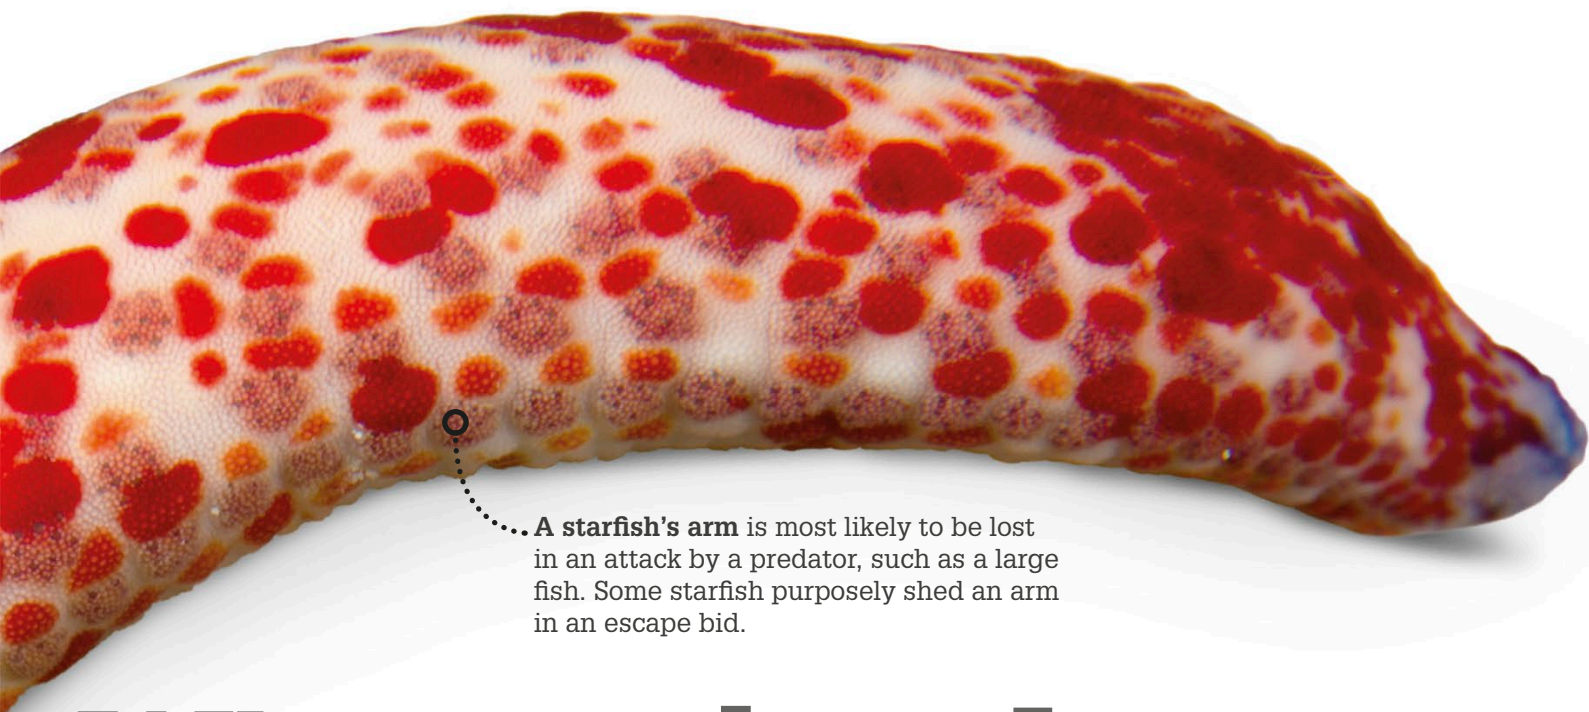 A starfish's arm is most likely to be lost
in an attack by a predator, such as a large
fish. Some starfish purposely shed an arm
in an escape bid.